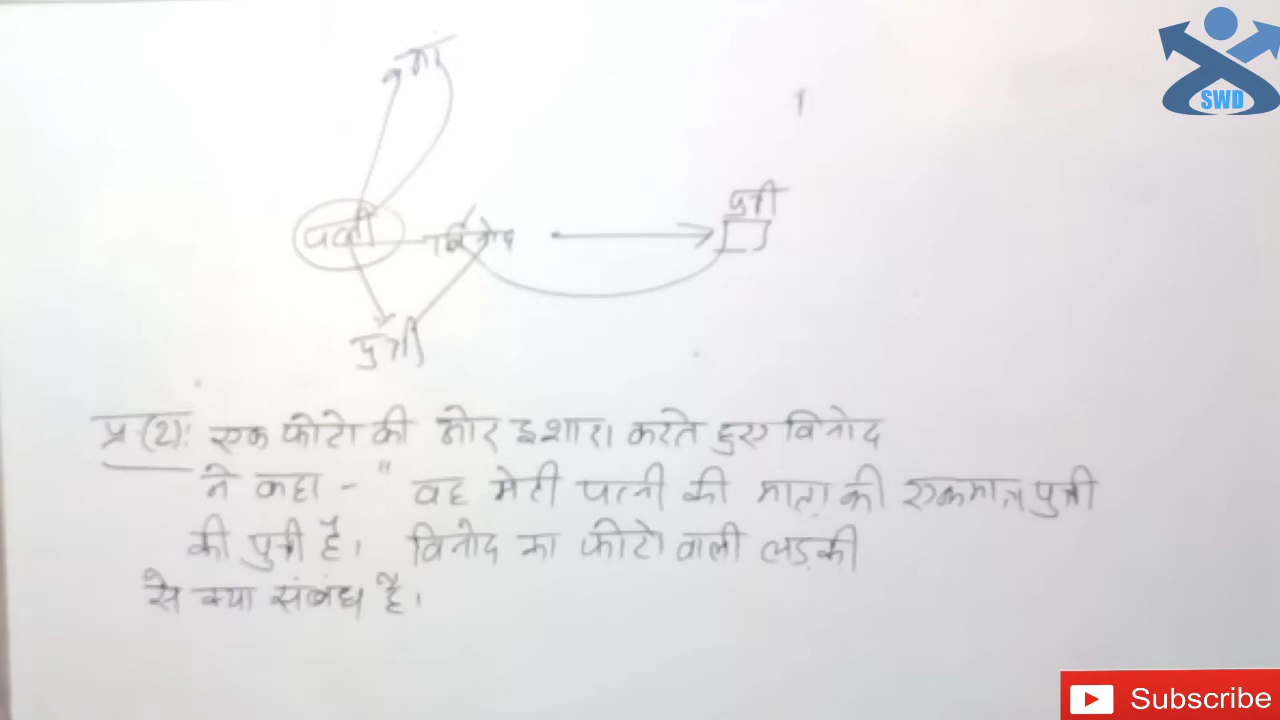 मां
SWD
पुत्री
पत्नी विनोद
पुत्री
प्र (2): एक फोटो की ओर इशारा करते हुए विनोद
ने कहा - " वह मेरी पत्नी की माता की एकमात्र पुत्री
की पुत्री है। विनोद का फोटो वाली लड़की
से क्या संबंध है।
Subscribe